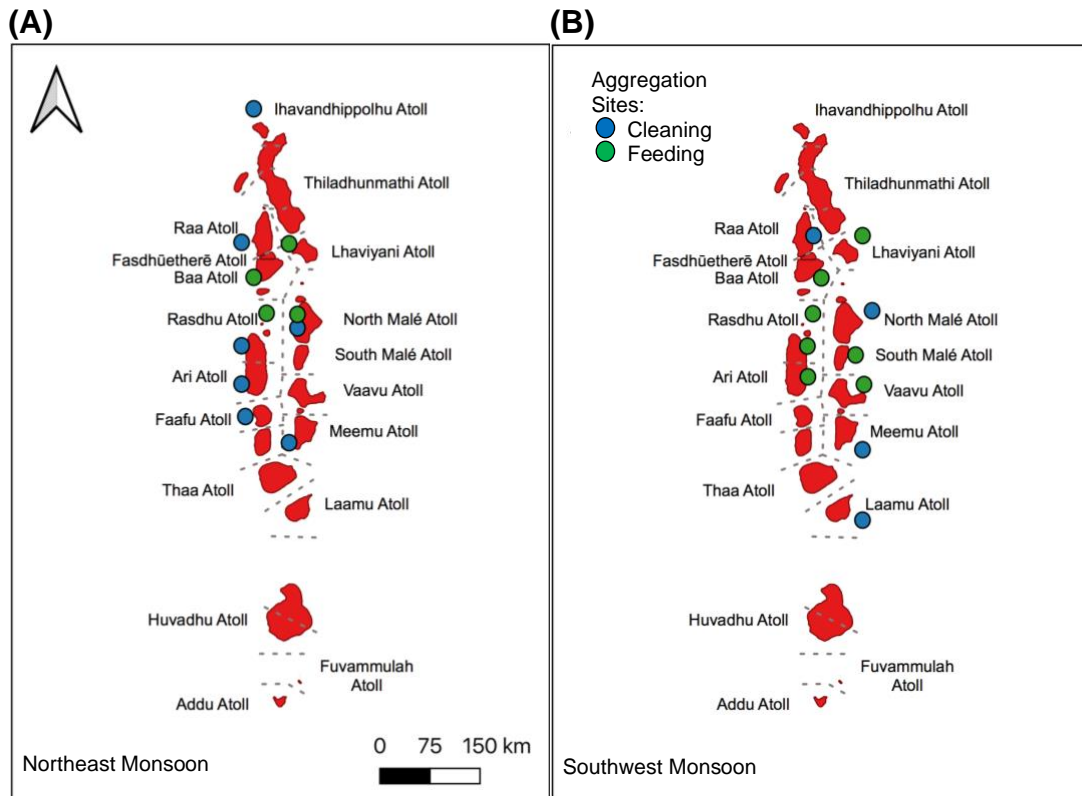 (A)
Ihavandhippolhu Atoll
Thiladhunmathi Atoll
Raa Atoll
Fasdhūetherē Atoll
Lhaviyani Atoll
Baa Atoll
Rasdhu Atoll
North Malé Atoll
South Malé Atoll
Ari Atoll
Vaavu Atoll
Faafu Atoll
Meemu Atoll
Thaa Atoll
Laamu Atoll
Huvadhu Atoll
Fuvammulah
Atoll
Addu Atoll
0 75 150 km
Northeast Monsoon
(B)
Aggregation
Sites:
Cleaning
Feeding
Ihavandhippolhu Atoll
Thiladhunmathi Atoll
Raa Atoll
Fasdhūetherē Atoll
Lhaviyani Atoll
Baa Atoll
Rasdhu Atoll
North Malé Atoll
South Malé Atoll
Ari Atoll
Vaavu Atoll
Faafu Atoll
Meemu Atoll
Thaa Atoll
Laamu Atoll
Huvadhu Atoll
Fuvammulah
Atoll
Addu Atoll
Southwest Monsoon